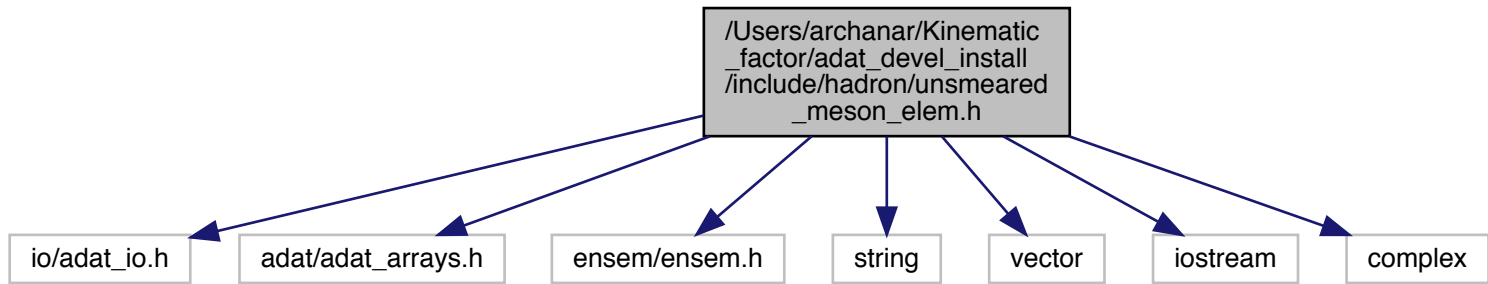 /Users/archanar/Kinematic
_factor/adat_devel_install
/include/hadron/unsmeared
_meson_elem.h
io/adat_io.h
adat/adat_arrays.h
ensem/ensem.h
string
vector
iostream
complex